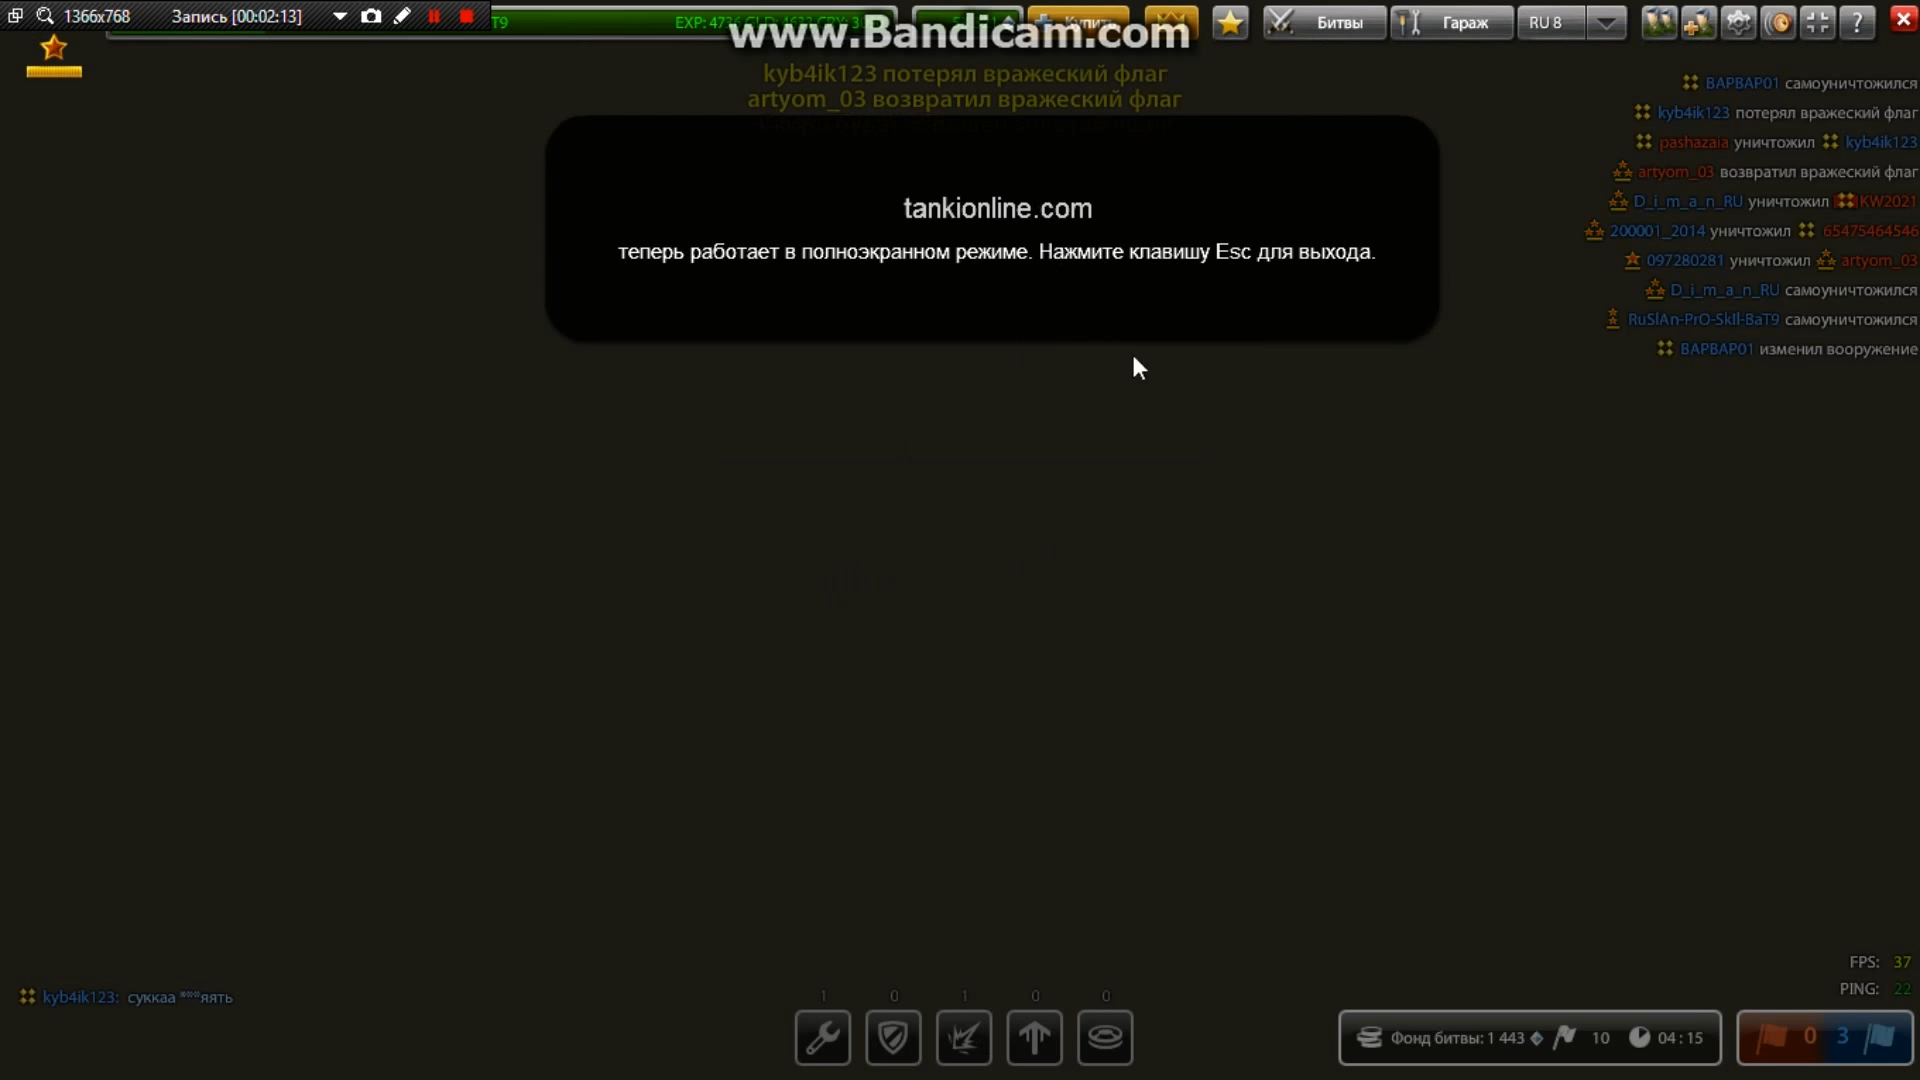 1366x768 Запись [00:02:13]
www.Bandicam.com
Купить Битвы Гараж RU 8 ?
kyb4ik123 потерял вражеский флаг
artyom_03 возвратил вражеский флаг
tankionline.com
теперь работает в полноэкранном режиме. Нажмите клавишу Esc для выхода.
BAPBAP01 самоуничтожился
kyb4ik123 потерял вражеский флаг
pashazaia уничтожил kyb4ik123
artyom_03 возвратил вражеский флаг
D_i_m_a_n_RU уничтожил KW2021
200001_2014 уничтожил 65475464546
097280281 уничтожил artyom_03
D_i_m_a_n_RU самоуничтожился
RuSlAn-PrO-SkIl-BaT9 самоуничтожился
BAPBAP01 изменил вооружение
FPS: 37
PING: 22
kyb4ik123: суккаа ***яять
1 0 1 0 0
Фонд битвы: 1 443 10 04:15
0 3